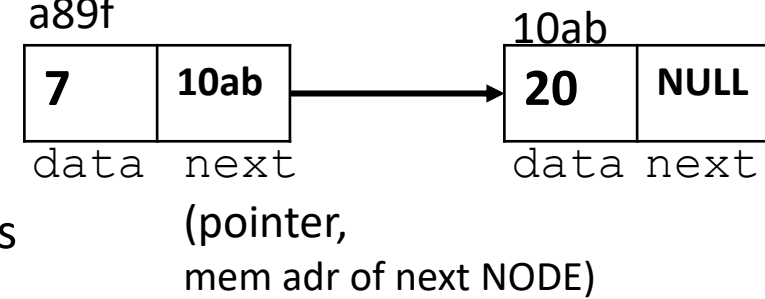 a89f
10ab
7 10ab 20 NULL
data next data next
s (pointer,
mem adr of next NODE)